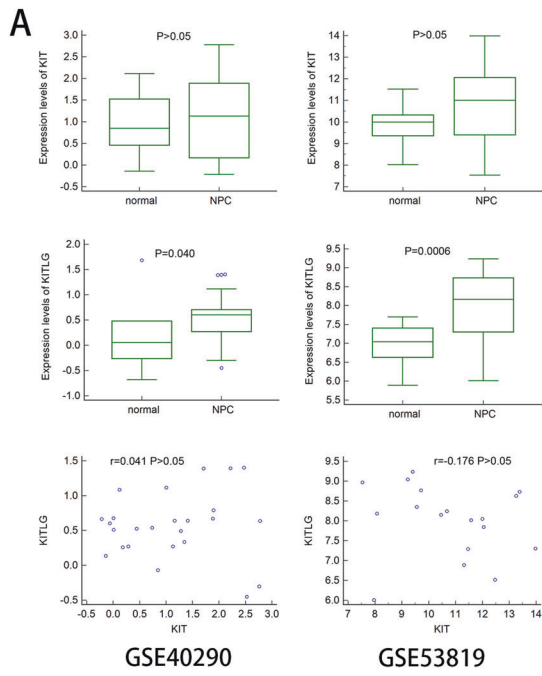 A
P>0.05
Expression levels of KIT
3.0
2.5
2.0
1.5
1.0
0.5
0.0
-0.5
normal NPC
P>0.05
Expression levels of KIT
14
13
12
11
10
9
8
7
normal NPC
P=0.040
Expression levels of KITLG
2.0
1.5
1.0
0.5
0.0
-0.5
-1.0
normal NPC
P=0.0006
Expression levels of KITLG
9.5
9.0
8.5
8.0
7.5
7.0
6.5
6.0
5.5
normal NPC
r=0.041 P>0.05
KITLG
1.5
1.0
0.5
0.0
-0.5
-0.5 0.0 0.5 1.0 1.5 2.0 2.5 3.0
KIT
r=-0.176 P>0.05
KITLG
9.5
9.0
8.5
8.0
7.5
7.0
6.5
6.0
7 8 9 10 11 12 13 14
KIT
GSE40290 GSE53819